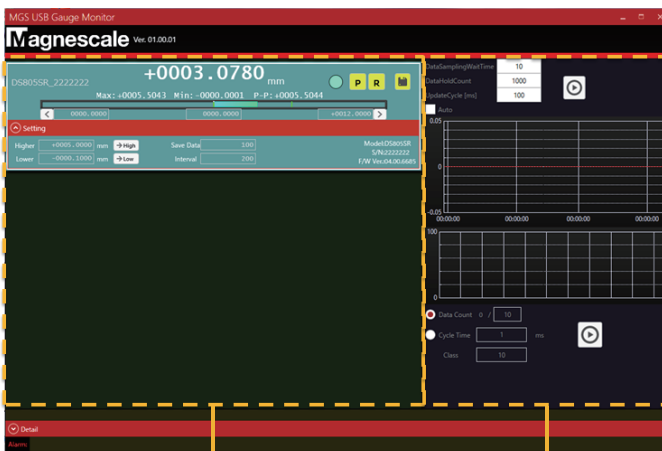 MGS USB Gauge Monitor
Magnescale Ver. 01.00.01
DS805SR_2222222
+0003.0780 mm
P R
Max:+0005.5043 Min:-0000.0001 P-P:+0005.5044
0000.0000 0000.0000 +0012.0000
Setting
Higher +0005.0000 mm →High Save Data 100
Lower -0000.1000 mm →Low Interval 200
Model:DS805SR
S/N:2222222
F/W Ver.:04.00.6685
DataSamplingWaitTime 10
DataHoldCount 1000
UpdateCycle [ms] 100
Auto
0.05
0
-0.05
00:00:00 00:00:00 00:00:00 00:00:00
100
0
Data Count 0 / 10
Cycle Time 1 ms
Class 10
Detail
Alarm: